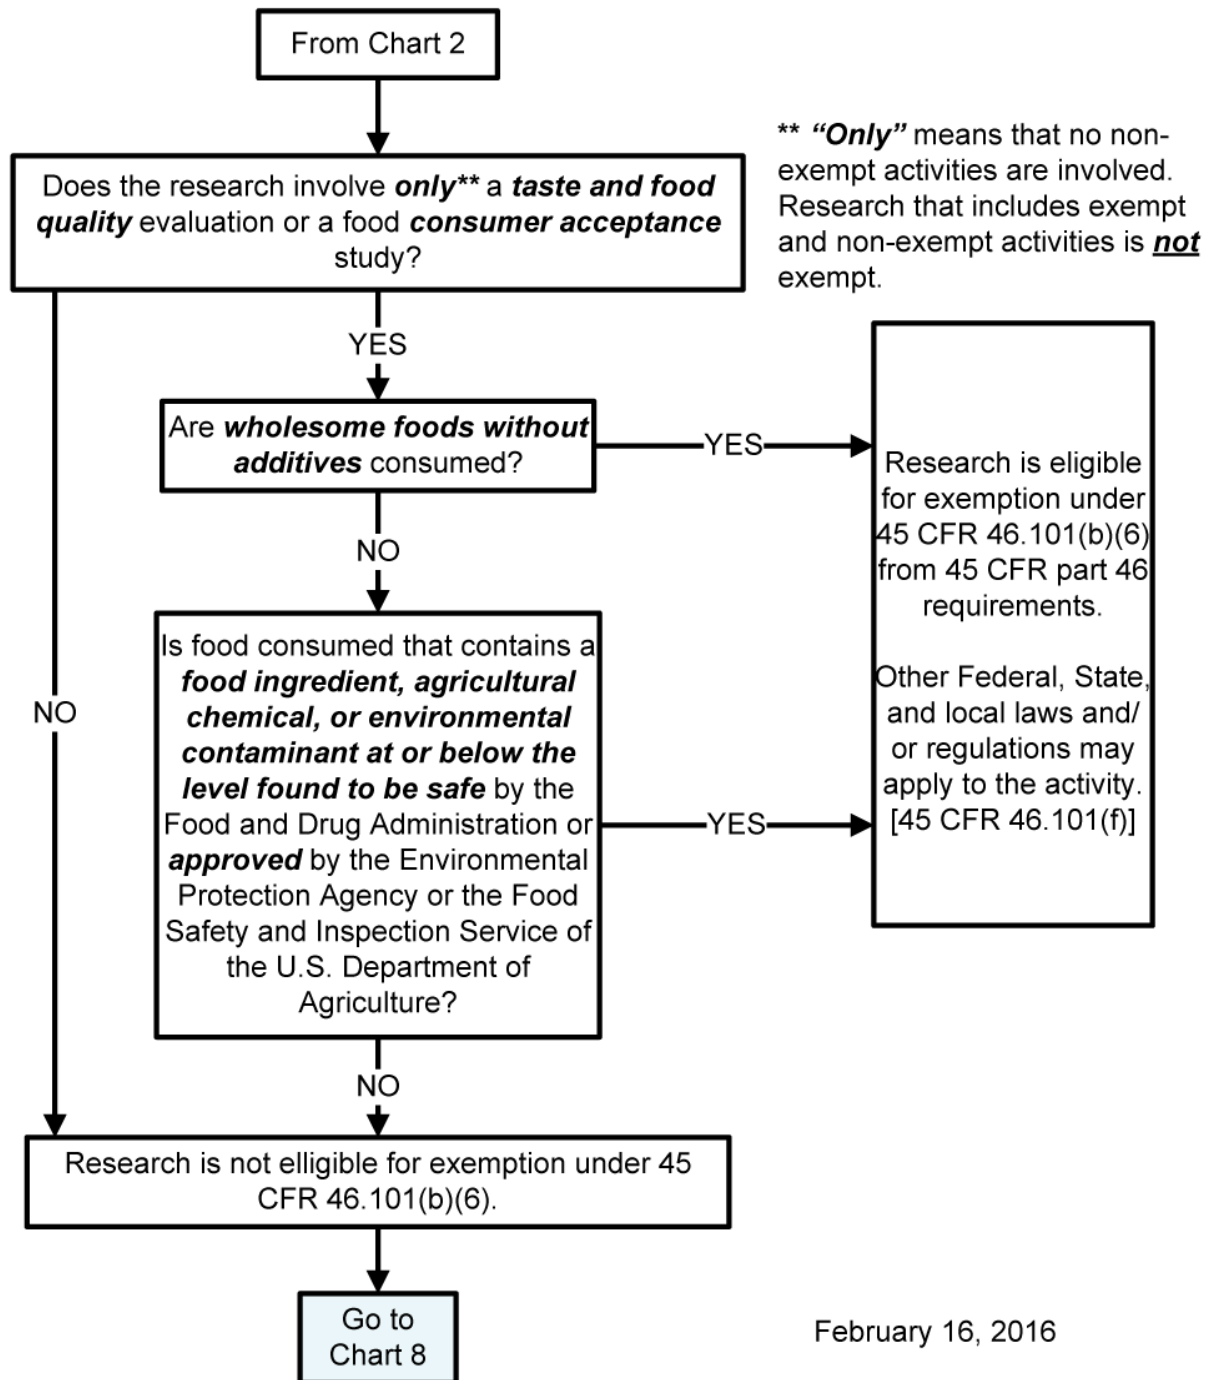 From Chart 2
** “Only” means that no non-
exempt activities are involved.
Research that includes exempt
and non-exempt activities is not
exempt.
Does the research involve only** a taste and food
quality evaluation or a food consumer acceptance
study?
YES
Are wholesome foods without
additives consumed?
YES
NO
Is food consumed that contains a
food ingredient, agricultural
chemical, or environmental
contaminant at or below the
level found to be safe by the
Food and Drug Administration or
approved by the Environmental
Protection Agency or the Food
Safety and Inspection Service of
the U.S. Department of
Agriculture?
YES
Research is eligible
for exemption under
45 CFR 46.101(b)(6)
from 45 CFR part 46
requirements.
Other Federal, State,
and local laws and/
or regulations may
apply to the activity.
[45 CFR 46.101(f)]
NO
NO
Research is not elligible for exemption under 45
CFR 46.101(b)(6).
Go to
Chart 8
February 16, 2016